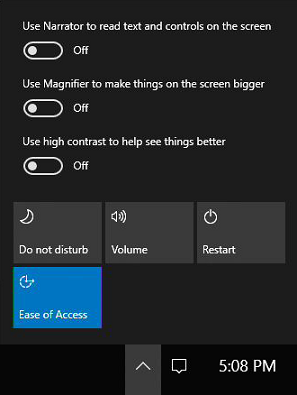 Use Narrator to read text and controls on the screen
Off
Use Magnifier to make things on the screen bigger
Off
Use high contrast to help see things better
Off
Do not disturb
Volume
Restart
Ease of Access
5:08 PM